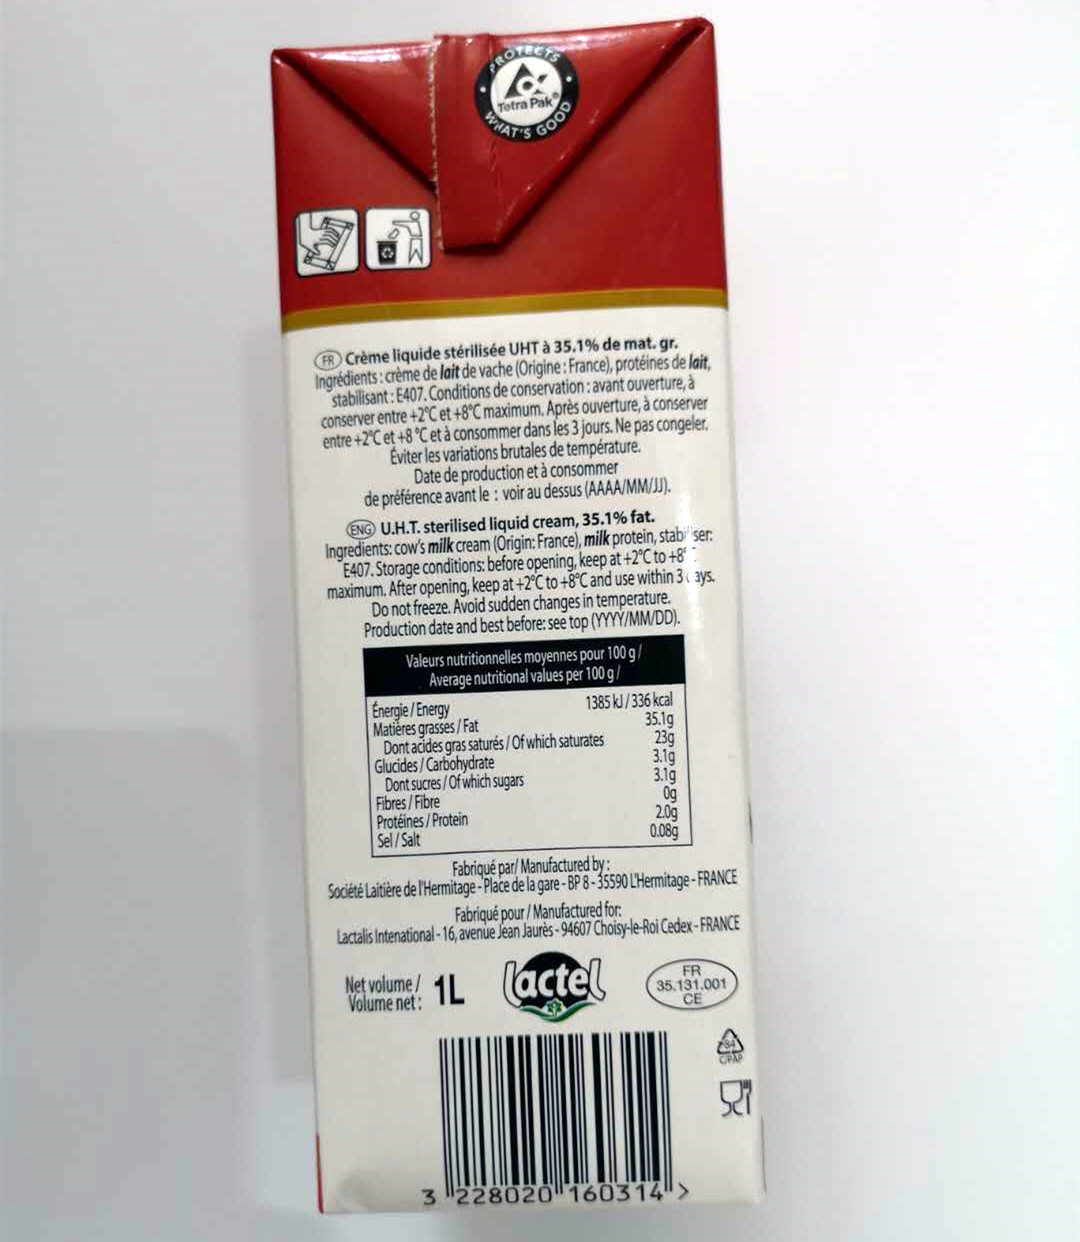 PROTECTS
Tetra Pak®
WHAT'S GOOD
FR Crème liquide stérilisée UHT à 35.1% de mat. gr.
Ingrédients : crème de lait de vache (Origine : France), protéines de lait,
stabilisant : E407. Conditions de conservation : avant ouverture, à
conserver entre +2°C et +8°C maximum. Après ouverture, à conserver
entre +2°C et +8 °C et à consommer dans les 3 jours. Ne pas congeler.
Éviter les variations brutales de température.
Date de production et à consommer
de préférence avant le : voir au dessus (AAAA/MM/JJ).
ENG U.H.T. sterilised liquid cream, 35.1% fat.
Ingredients: cow's milk cream (Origin: France), milk protein, stabiliser:
E407. Storage conditions: before opening, keep at +2°C to +8°
maximum. After opening, keep at +2°C to +8°C and use within 3 days.
Do not freeze. Avoid sudden changes in temperature.
Production date and best before: see top (YYYY/MM/DD).
Valeurs nutritionnelles moyennes pour 100 g /
Average nutritional values per 100 g /
Énergie / Energy 1385 kJ / 336 kcal
Matières grasses / Fat 35.1g
Dont acides gras saturés / Of which saturates 23g
Glucides / Carbohydrate 3.1g
Dont sucres / Of which sugars 3.1g
Fibres / Fibre 0g
Protéines / Protein 2.0g
Sel / Salt 0.08g
Fabriqué par/ Manufactured by :
Société Laitière de l'Hermitage - Place de la gare - BP 8 - 35590 L'Hermitage - FRANCE
Fabriqué pour / Manufactured for:
Lactalis Intenational - 16, avenue Jean Jaurès - 94607 Choisy-le-Roi Cedex - FRANCE
Net volume /
Volume net : 1L
lactel
FR
35.131.001
CE
84
C/PAP
3 228020 160314 >